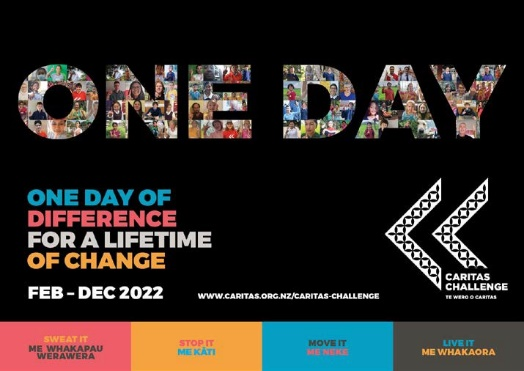 ONE DAY
ONE DAY OF
DIFFERENCE
FOR A LIFETIME
OF CHANGE
FEB – DEC 2022
WWW.CARITAS.ORG.NZ/CARITAS-CHALLENGE
CARITAS
CHALLENGE
TE WERO O CARITAS
SWEAT IT
ME WHAKAPAU
WERAWERA
STOP IT
ME KĀTI
MOVE IT
ME NEKE
LIVE IT
ME WHAKAORA